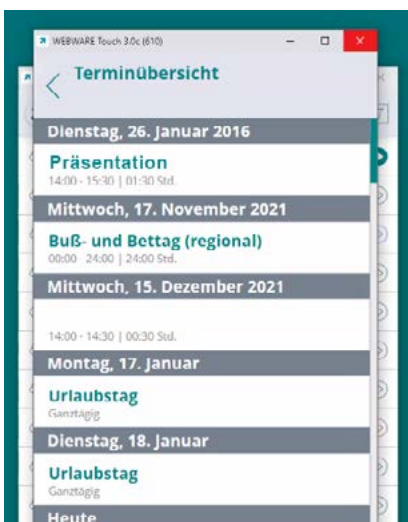 WEBWARE Touch 3.0c (610)
Terminübersicht
Dienstag, 26. Januar 2016
Präsentation
14:00 - 15:30 | 01:30 Std.
Mittwoch, 17. November 2021
Buß- und Bettag (regional)
00:00 - 24:00 | 24:00 Std.
Mittwoch, 15. Dezember 2021
14:00 - 14:30 | 00:30 Std.
Montag, 17. Januar
Urlaubstag
Ganztägig
Dienstag, 18. Januar
Urlaubstag
Ganztägig
Heute